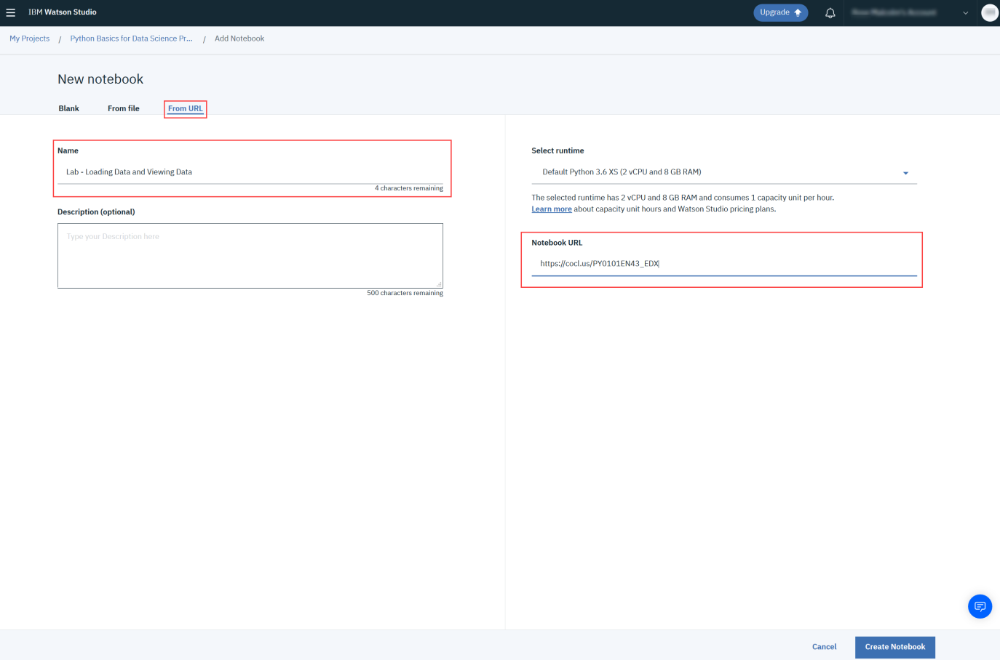 IBM Watson Studio
Upgrade
My Projects / Python Basics for Data Science Pr... / Add Notebook
New notebook
Blank From file From URL
Name
Lab - Loading Data and Viewing Data
4 characters remaining
Description (optional)
Type your Description here
500 characters remaining
Select runtime
Default Python 3.6 XS (2 vCPU and 8 GB RAM)
The selected runtime has 2 vCPU and 8 GB RAM and consumes 1 capacity unit per hour.
Learn more about capacity unit hours and Watson Studio pricing plans.
Notebook URL
https://cocl.us/PY0101EN43_EDX
Cancel
Create Notebook